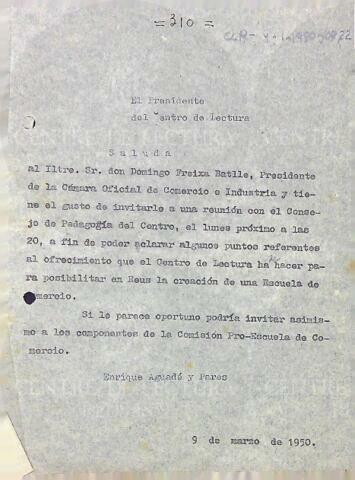 = 310 =
El Presidente
del Centro de Lectura
Saluda
al Iltre. Sr. don Domingo Freixa Batlle, Presidente
de la Cámara Oficial de Comercio e Industria y tie-
ne el gusto de invitarle a una reunión con el Conse-
jo de Pedagogía del Centro, el lunes próximo a las
20, a fin de poder aclarar algunos puntos referentes
al ofrecimiento que el Centro de Lectura ha de hacer pa-
ra posibilitar en Reus la creación de una Escuela de
Comercio.
Si le parece oportuno podría invitar asimis-
mo a los componentes de la Comisión Pro-Escuela de Co-
mercio.
Enrique Aguadé y Pares
9 de marzo de 1950.